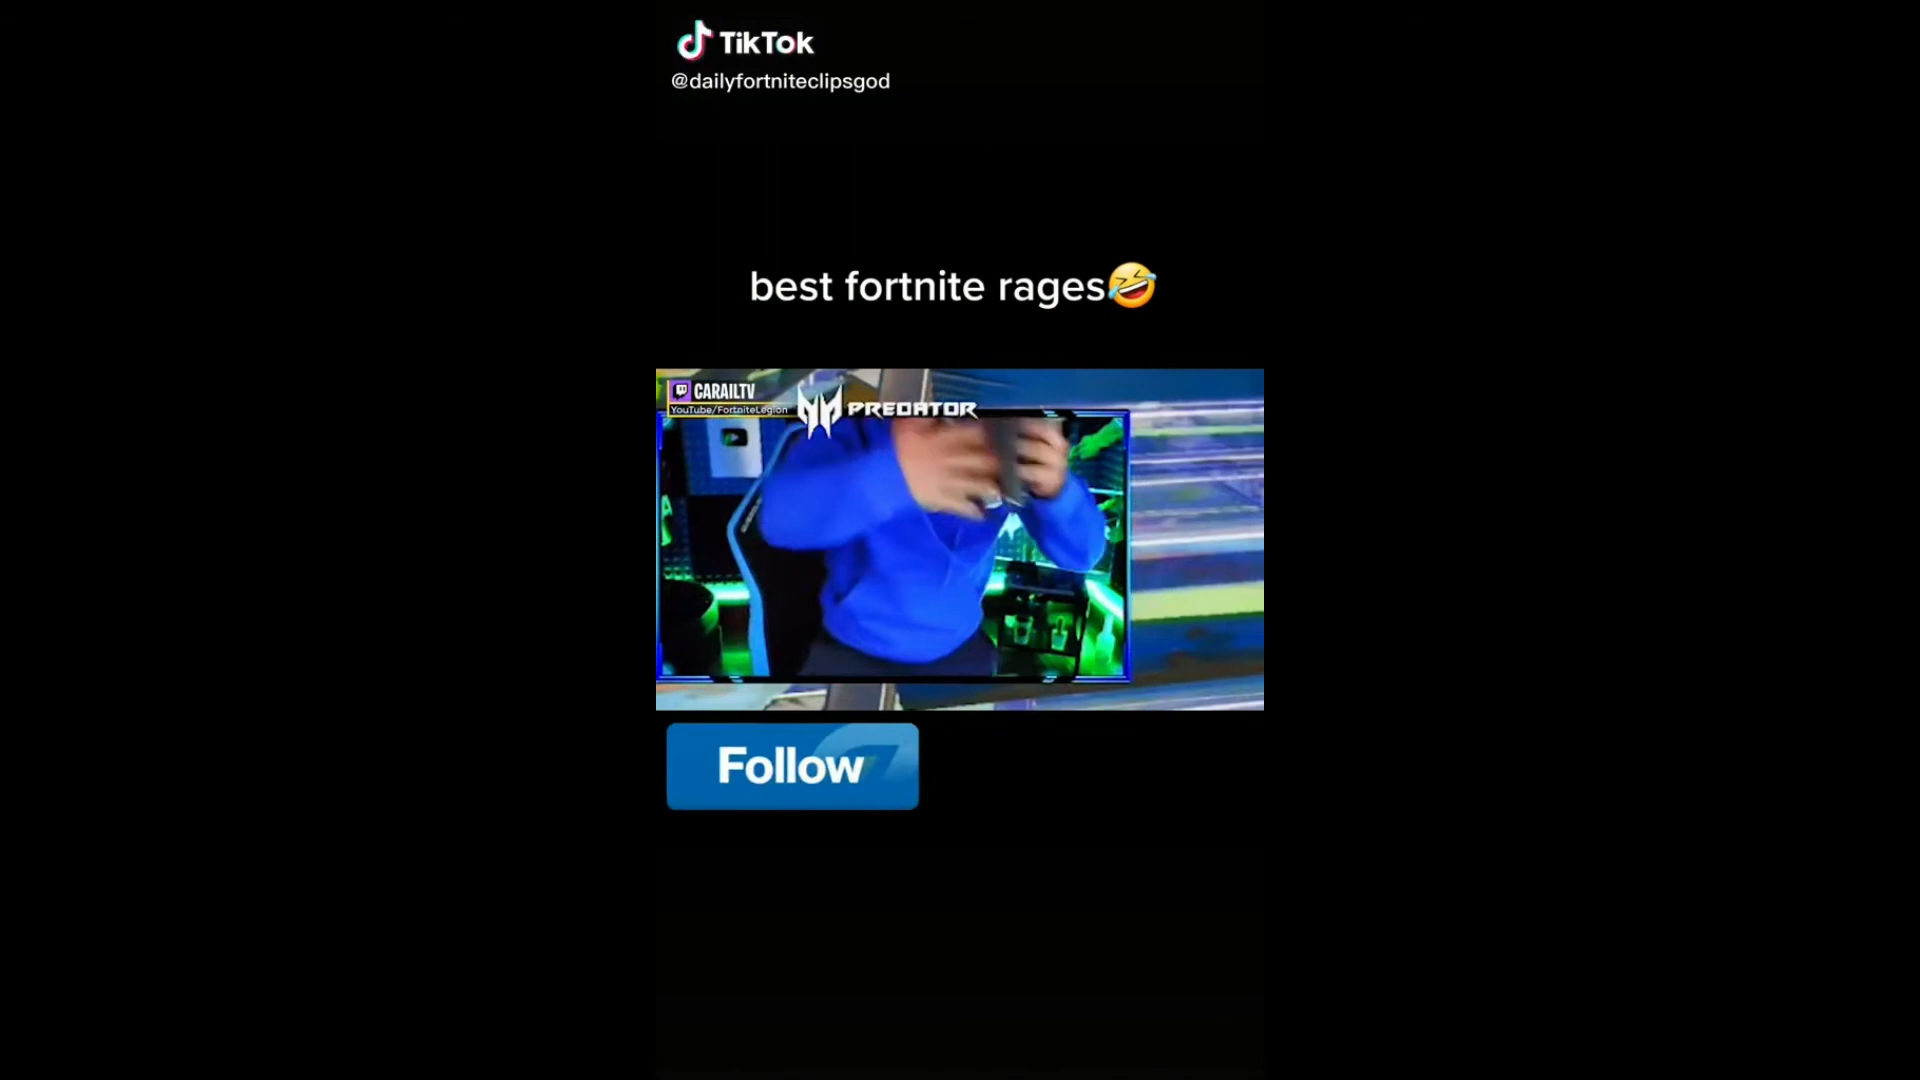 TikTok
@dailyfortniteclipsgod
best fortnite rages🤣
CARAILTV
YouTube/FortniteLegion
PREDATOR
Follow